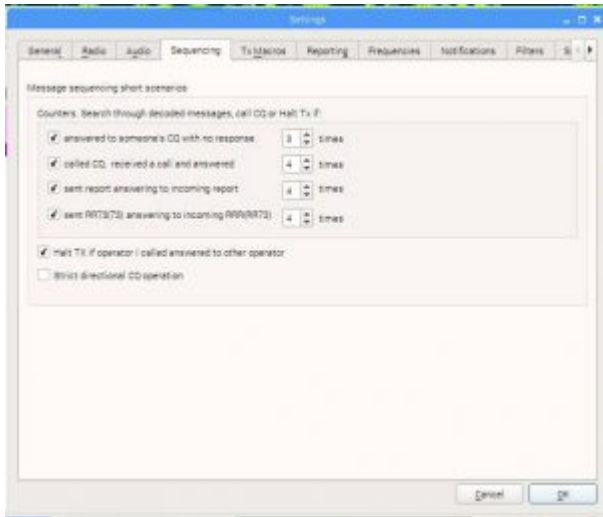 Settings
General Radio Audio Sequencing Tx Macros Reporting Frequencies Notifications Filters
Message sequencing short scenarios
Counters. Search through decoded messages, call CQ or Halt Tx if:
answered to someone's CQ with no response 3 times
called CQ, received a call and answered 4 times
sent report answering to incoming report 4 times
sent RR73(73) answering to incoming RRR(RR73) 4 times
Halt TX if operator I called answered to other operator
Strict directional CQ operation
Cancel OK